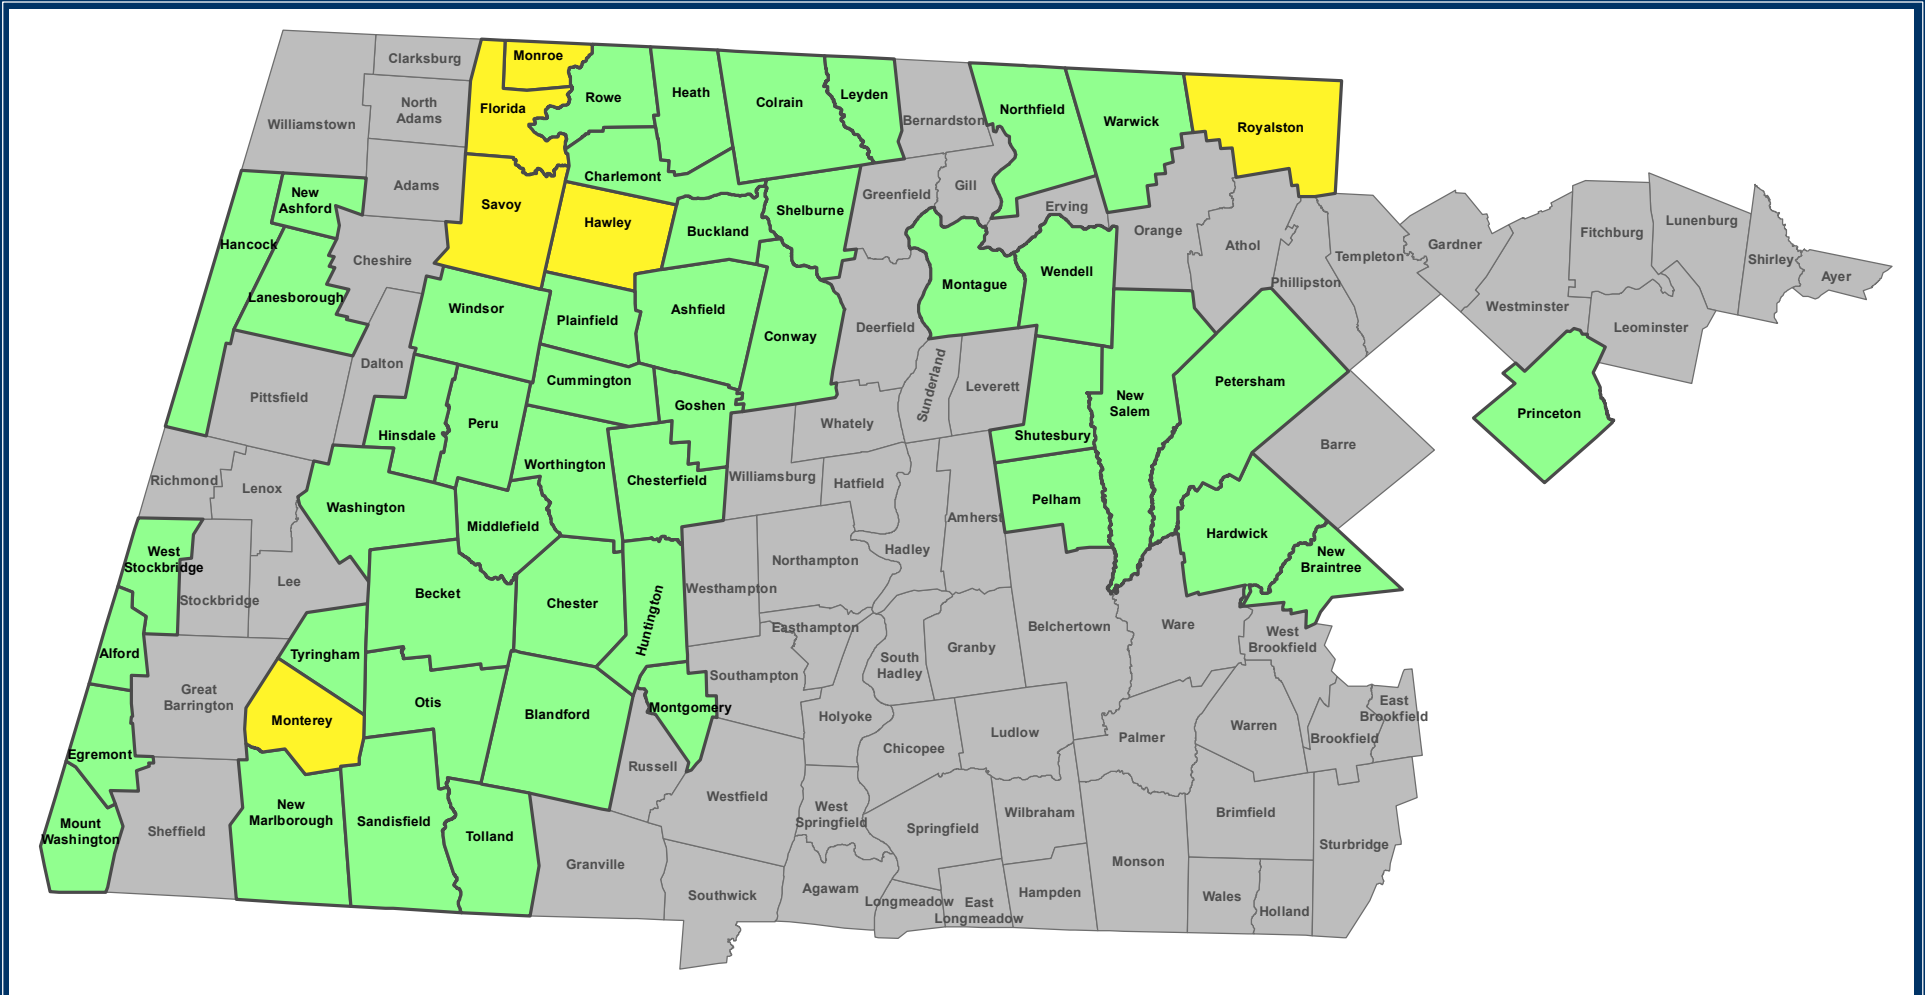 Clarksburg
Monroe
Williamstown
North
Adams
Florida
Rowe
Heath
Colrain
Leyden
Bernardston
Northfield
Warwick
Royalston
Adams
New
Ashford
Savoy
Charlemont
Hawley
Buckland
Shelburne
Greenfield
Gill
Erving
Orange
Athol
Phillipston
Templeton
Gardner
Westminster
Fitchburg
Lunenburg
Leominster
Shirley
Ayer
Hancock
Cheshire
Lanesborough
Windsor
Plainfield
Ashfield
Conway
Deerfield
Montague
Wendell
Petersham
Princeton
Dalton
Pittsfield
Hinsdale
Peru
Cummington
Goshen
Whately
Sunderland
Leverett
Shutesbury
New
Salem
Barre
Richmond
Lenox
Washington
Middlefield
Worthington
Chesterfield
Williamsburg
Hatfield
Amherst
Pelham
Hardwick
New
Braintree
West
Stockbridge
Stockbridge
Lee
Becket
Chester
Huntington
Westhampton
Northampton
Hadley
Easthampton
Belchertown
Ware
West
Brookfield
Alford
Great
Barrington
Tyringham
Monterey
Otis
Blandford
Montgomery
Southampton
South
Hadley
Granby
Holyoke
Chicopee
Ludlow
Palmer
Warren
Brookfield
East
Brookfield
Egremont
Mount
Washington
Sheffield
New
Marlborough
Sandisfield
Tolland
Granville
Russell
Westfield
West
Springfield
Springfield
Wilbraham
Monson
Brimfield
Sturbridge
Southwick
Agawam
Longmeadow
East
Longmeadow
Hampden
Wales
Holland